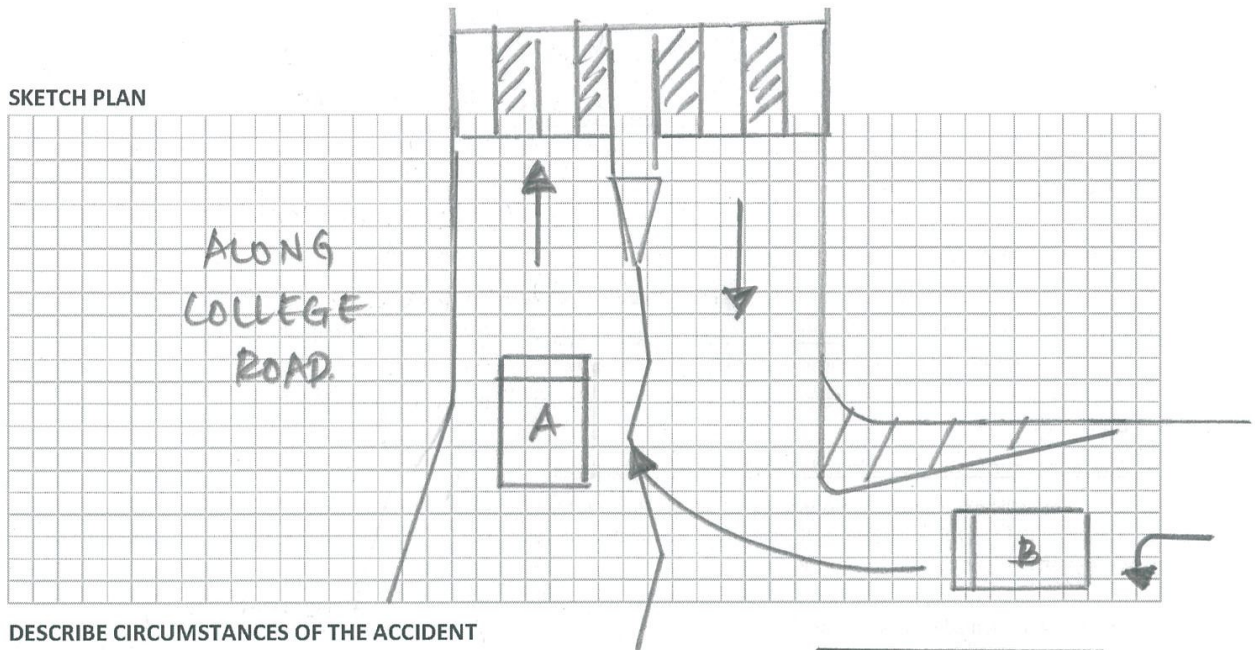 SKETCH PLAN
ALONG
COLLEGE
ROAD.
A
B
DESCRIBE CIRCUMSTANCES OF THE ACCIDENT